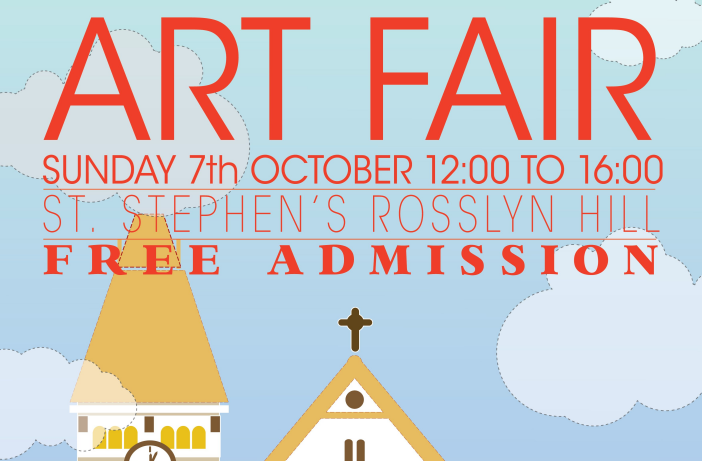 ART FAIR
SUNDAY 7th OCTOBER 12:00 TO 16:00
ST. STEPHEN'S ROSSLYN HILL
FREE ADMISSION